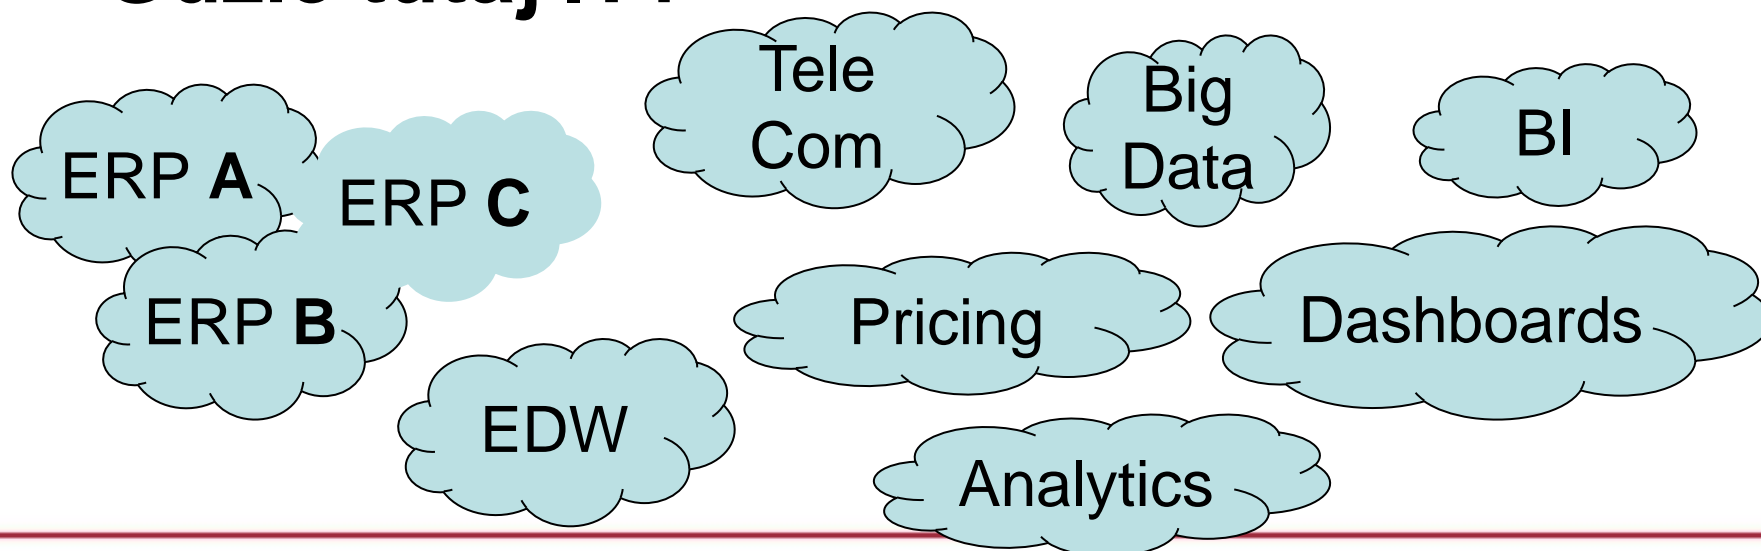 Tele
Com
Big
Data
BI
ERP A
ERP C
ERP B
Pricing
Dashboards
EDW
Analytics